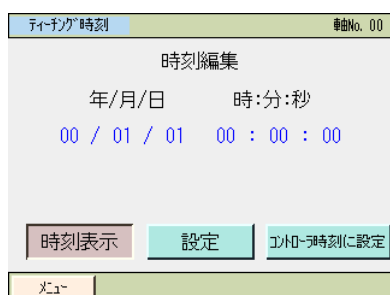 ティーチング時刻 軸No. 00
時刻編集
年/月/日 時:分:秒
00 / 01 / 01 00 : 00 : 00
時刻表示 設定 コントローラ時刻に設定
メニュー